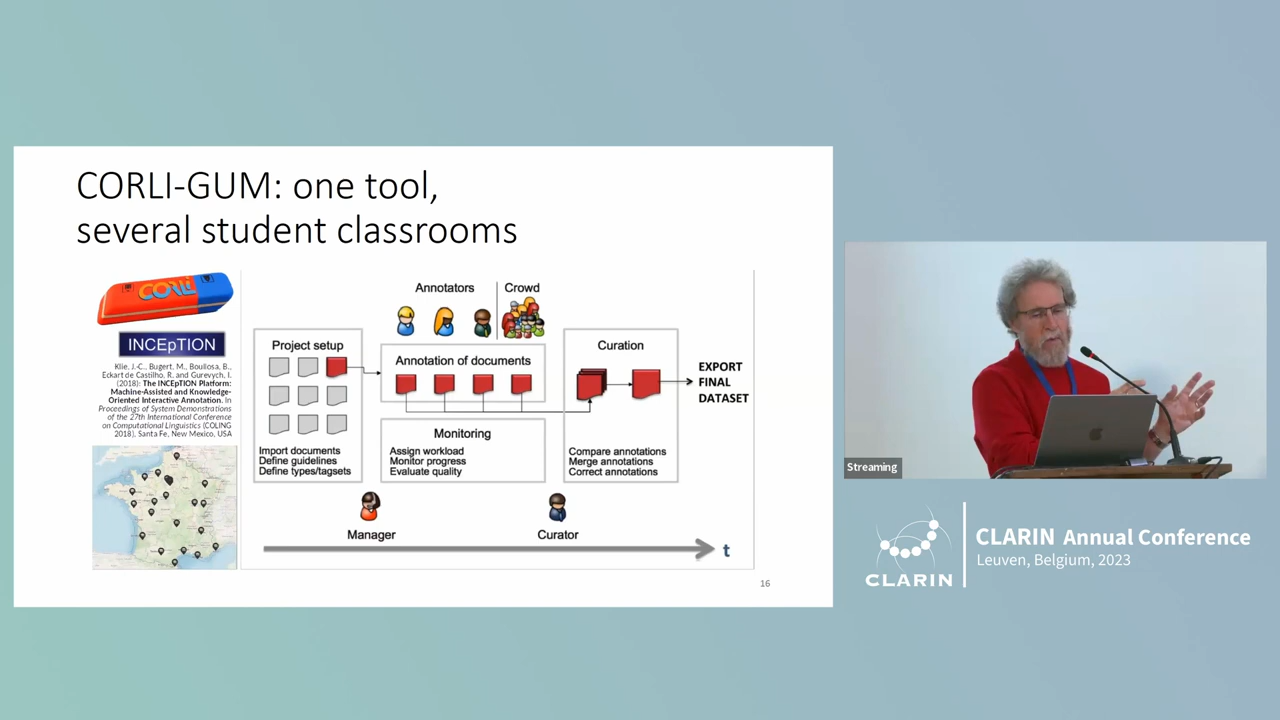 CORLI-GUM: one tool,
several student classrooms
CORLI
INCEpTION
Klie, J.-C., Bugert, M., Boullosa, B.,
Eckart de Castilho, R. and Gurevych, I.
(2018): The INCEpTION Platform:
Machine-Assisted and Knowledge-
Oriented Interactive Annotation. In
Proceedings of System Demonstrations
of the 27th International Conference
on Computational Linguistics (COLING
2018), Santa Fe, New Mexico, USA
Annotators
Crowd
Project setup
Import documents
Define guidelines
Define types/tagsets
Annotation of documents
Monitoring
Assign workload
Monitor progress
Evaluate quality
Curation
Compare annotations
Merge annotations
Correct annotations
EXPORT
FINAL
DATASET
Manager
Curator
t
16
Streaming
CLARIN
CLARIN Annual Conference
Leuven, Belgium, 2023